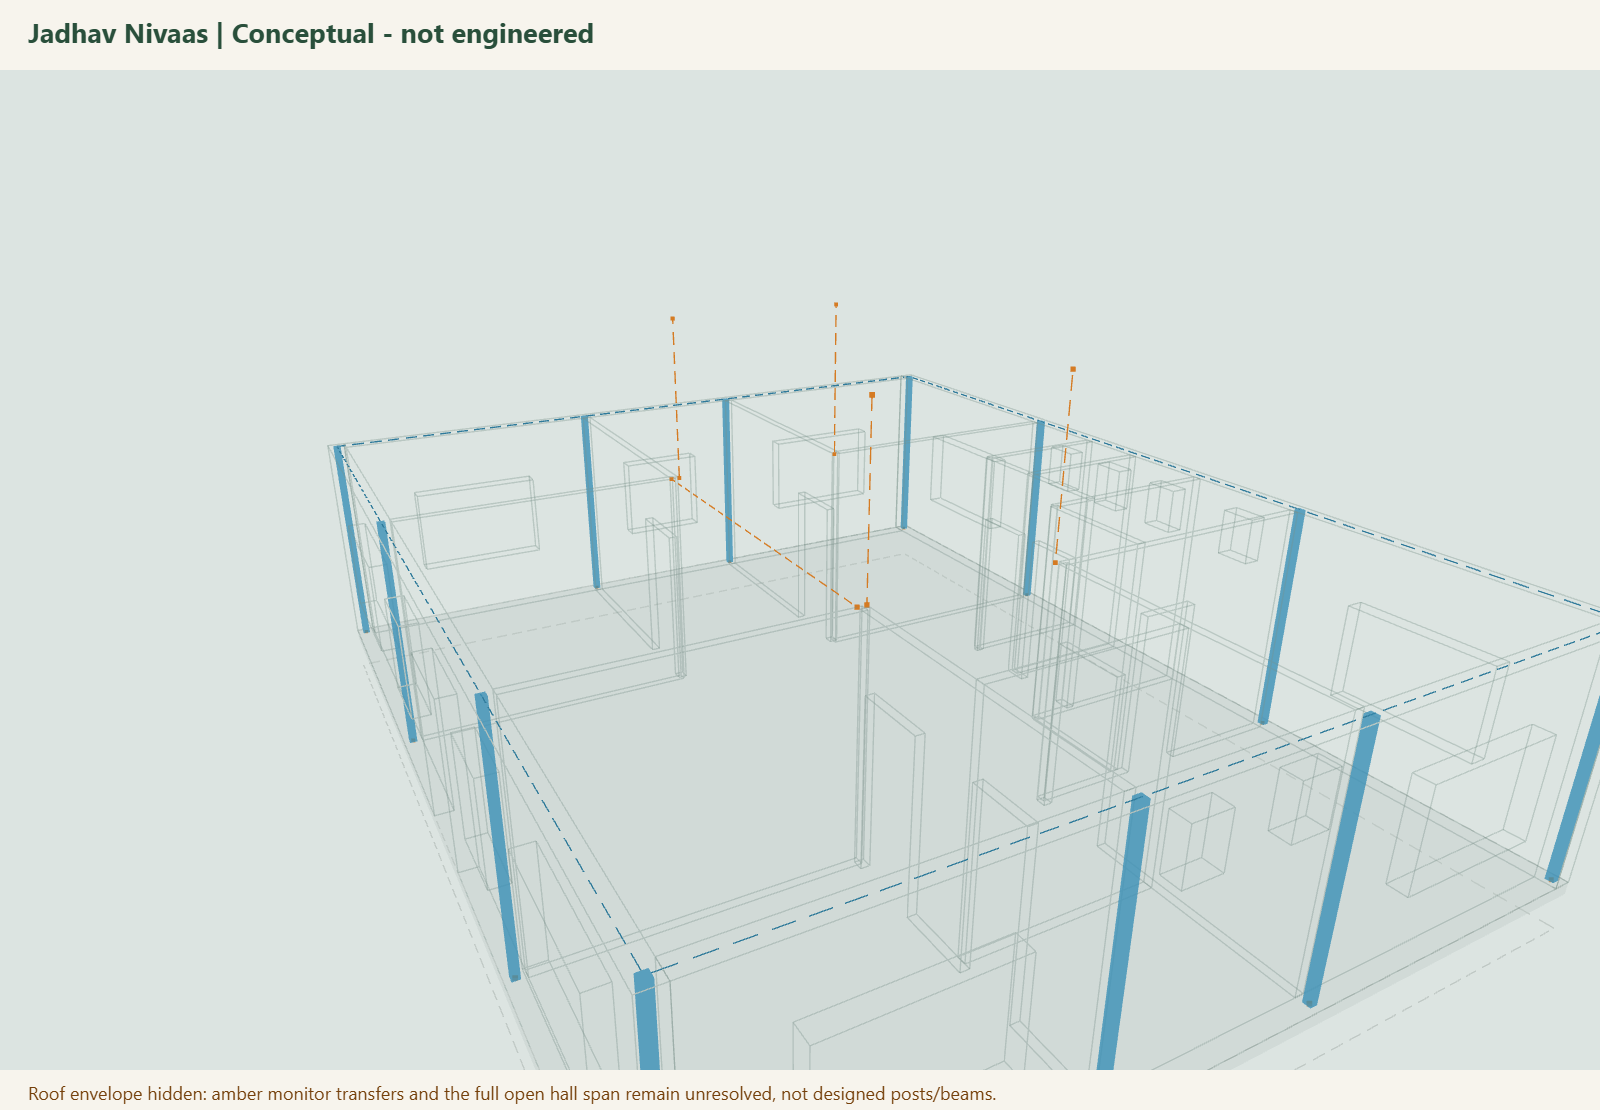 Jadhav Nivaas | Conceptual - not engineered
Roof envelope hidden: amber monitor transfers and the full open hall span remain unresolved, not designed posts/beams.